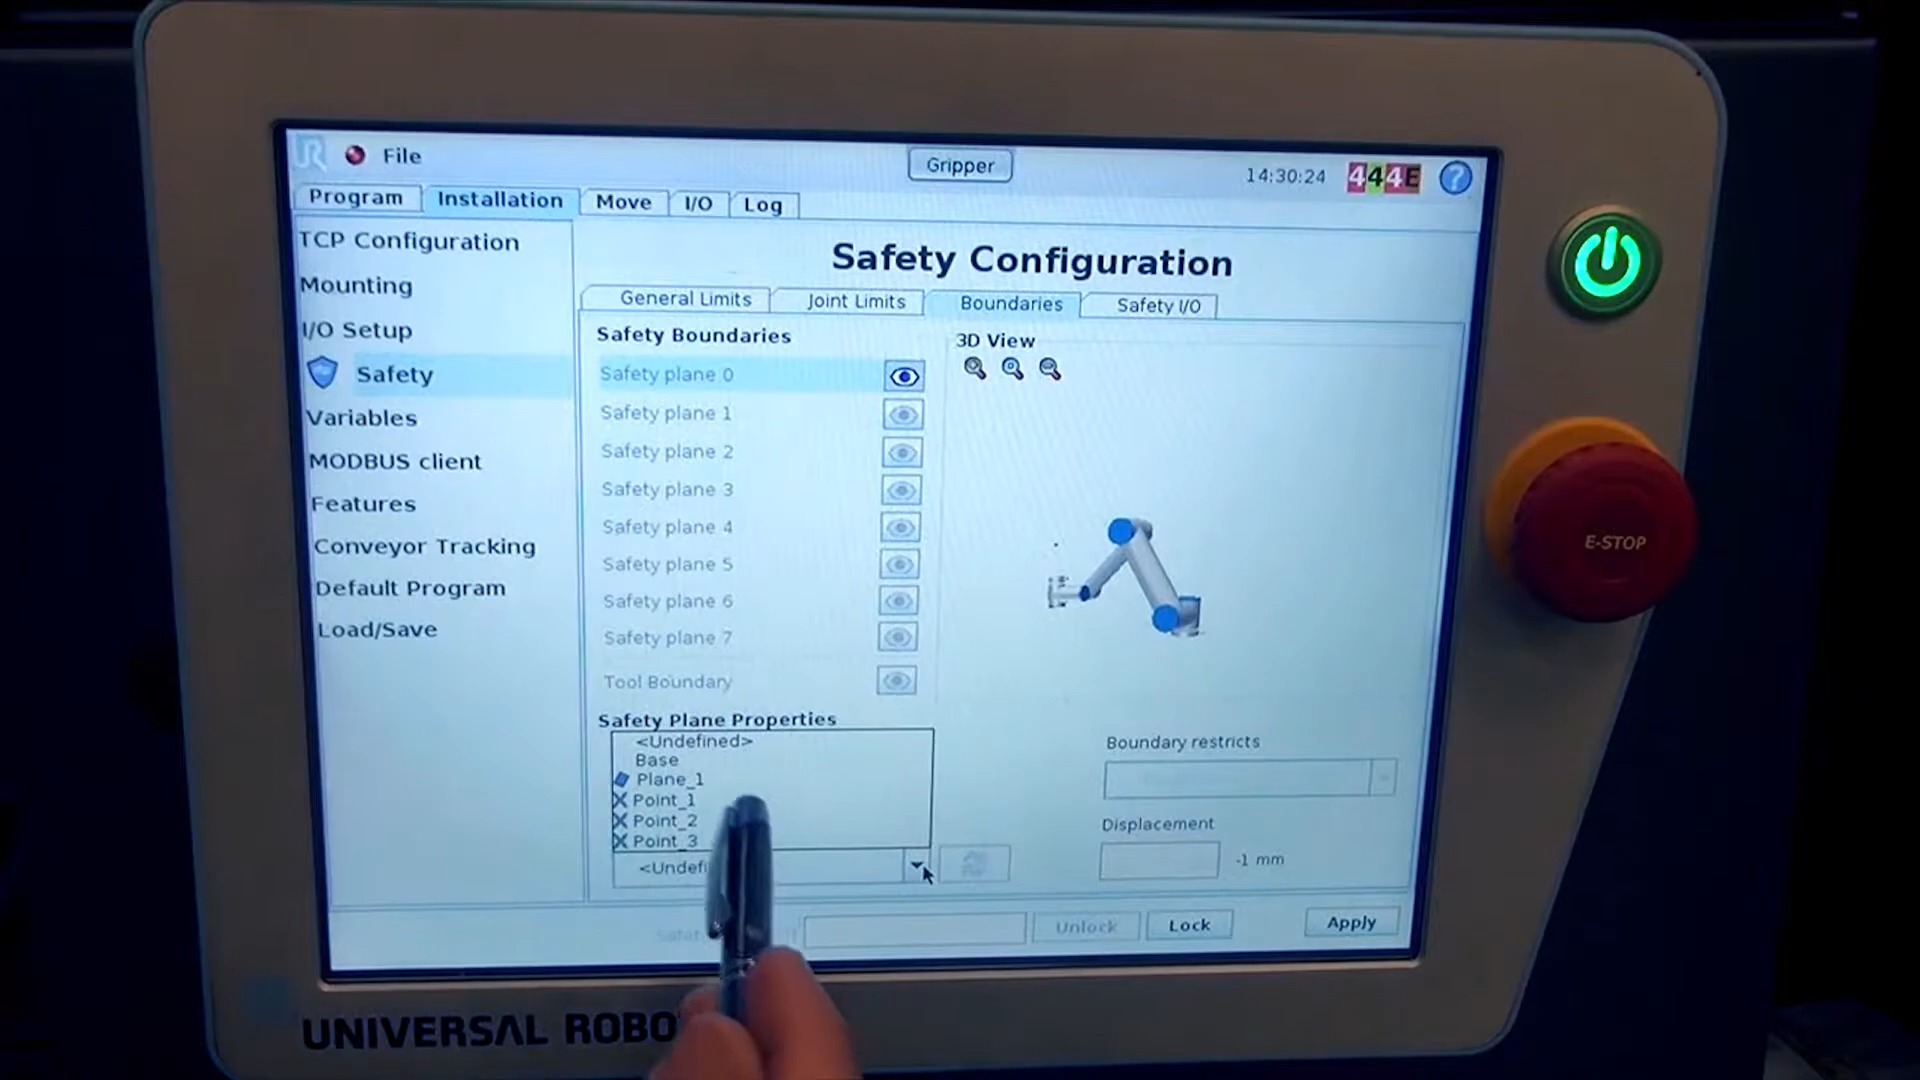 UR File Gripper 14:30:24 444E ?
Program Installation Move I/O Log
TCP Configuration
Mounting
I/O Setup
Safety
Variables
MODBUS client
Features
Conveyor Tracking
Default Program
Load/Save
Safety Configuration
General Limits Joint Limits Boundaries Safety I/O
Safety Boundaries
Safety plane 0
Safety plane 1
Safety plane 2
Safety plane 3
Safety plane 4
Safety plane 5
Safety plane 6
Safety plane 7
Tool Boundary
3D View
Safety Plane Properties
<Undefined>
Base
Plane_1
Point_1
Point_2
Point_3
<Undefi
Boundary restricts
Displacement
-1 mm
Unlock Lock Apply
E-STOP
UNIVERSAL ROBO